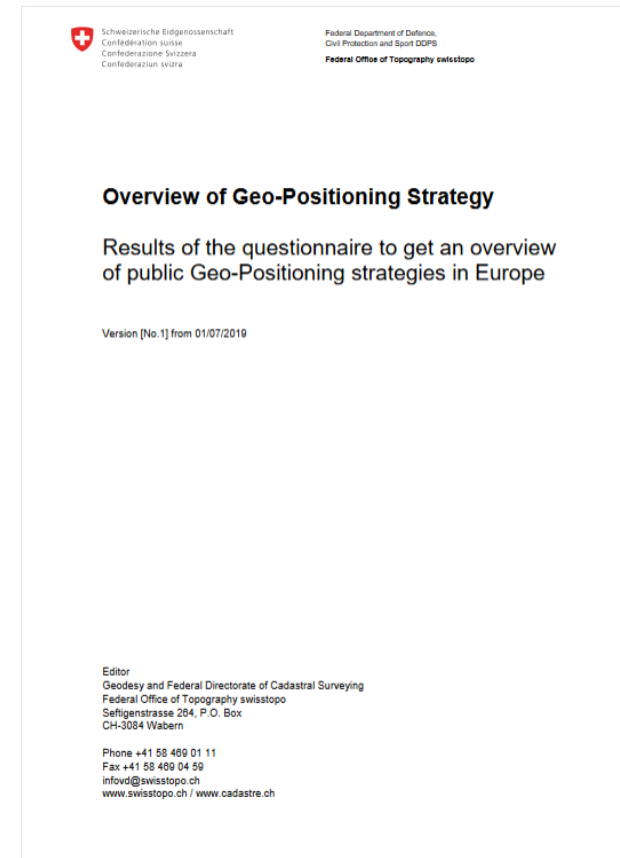 Schweizerische Eidgenossenschaft
Confédération suisse
Confederazione Svizzera
Confederaziun svizra
Federal Department of Defence,
Civil Protection and Sport DDPS
Federal Office of Topography swisstopo
Overview of Geo-Positioning Strategy
Results of the questionnaire to get an overview
of public Geo-Positioning strategies in Europe
Version [No.1] from 01/07/2019
Editor
Geodesy and Federal Directorate of Cadastral Surveying
Federal Office of Topography swisstopo
Seftigenstrasse 264, P.O. Box
CH-3084 Wabern
Phone +41 58 469 01 11
Fax +41 58 469 04 59
infovd@swisstopo.ch
www.swisstopo.ch / www.cadastre.ch